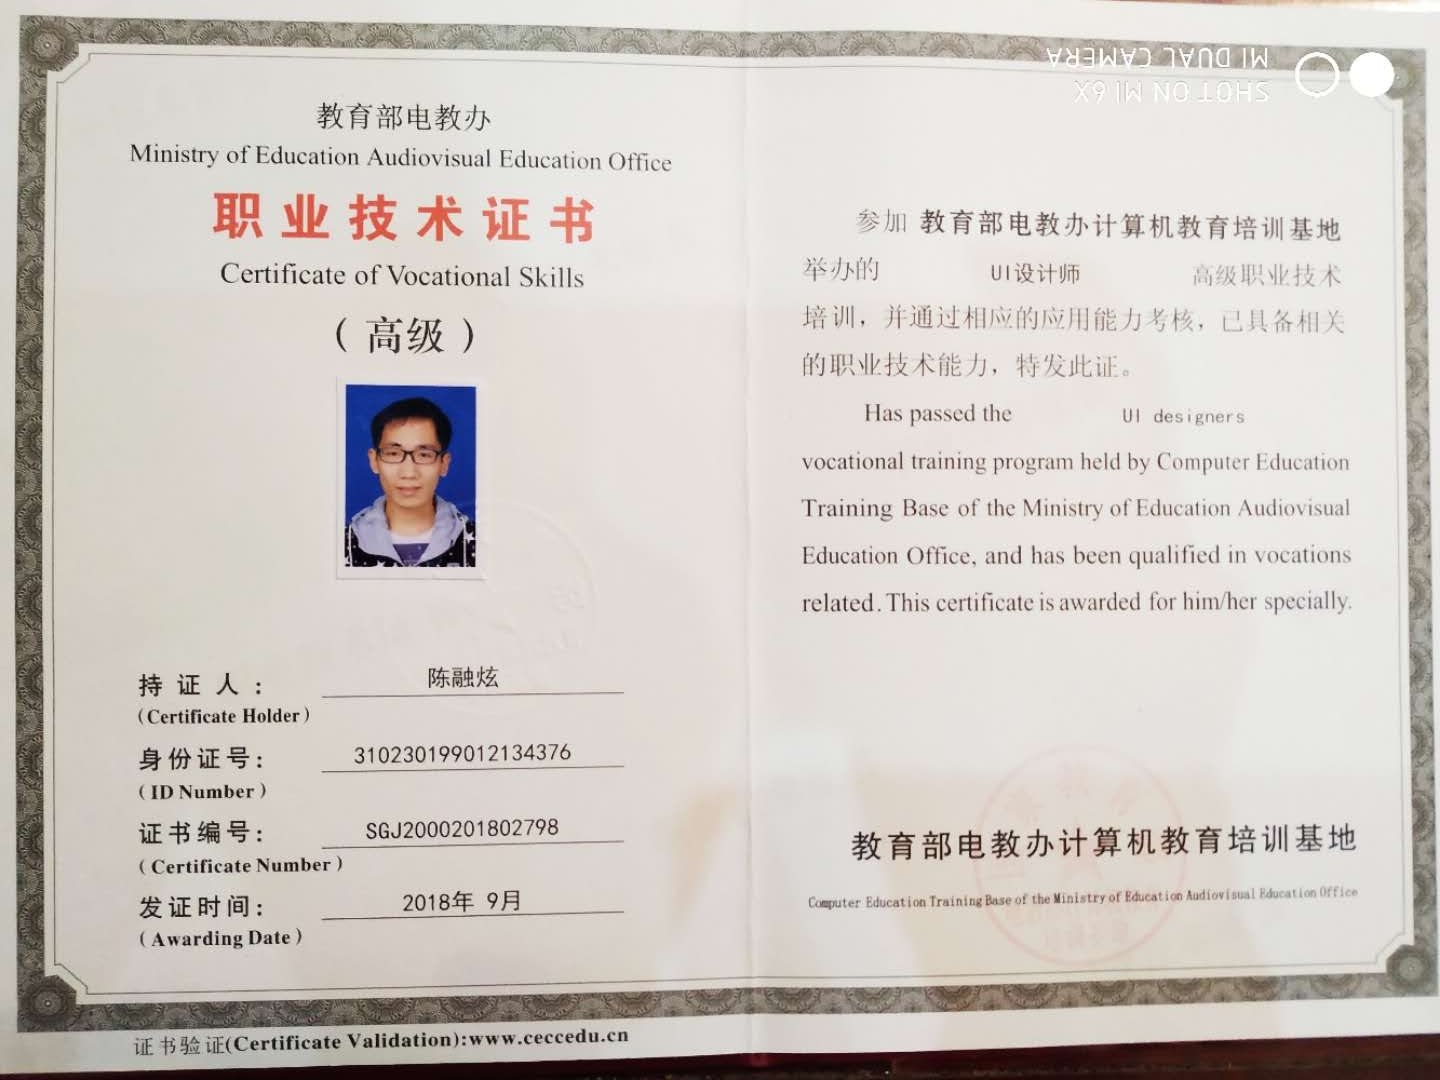 教育部电教办
Ministry of Education Audiovisual Education Office
职业技术证书
Certificate of Vocational Skills
（高级）
持证人：
陈融炫
（Certificate Holder）
身份证号：
310230199012134376
（ID Number）
证书编号：
SGJ2000201802798
（Certificate Number）
发证时间：
2018年 9月
（Awarding Date）
证书验证(Certificate Validation):www.ceccedu.cn
SHOT ON MI 6X
MI DUAL CAMERA
参加 教育部电教办计算机教育培训基地
举办的 UI设计师 高级职业技术
培训，并通过相应的应用能力考核，已具备相关
的职业技术能力，特发此证。
Has passed the UI designers
vocational training program held by Computer Education
Training Base of the Ministry of Education Audiovisual
Education Office, and has been qualified in vocations
related. This certificate is awarded for him/her specially.
教育部电教办计算机教育培训基地
Computer Education Training Base of the Ministry of Education Audiovisual Education Office